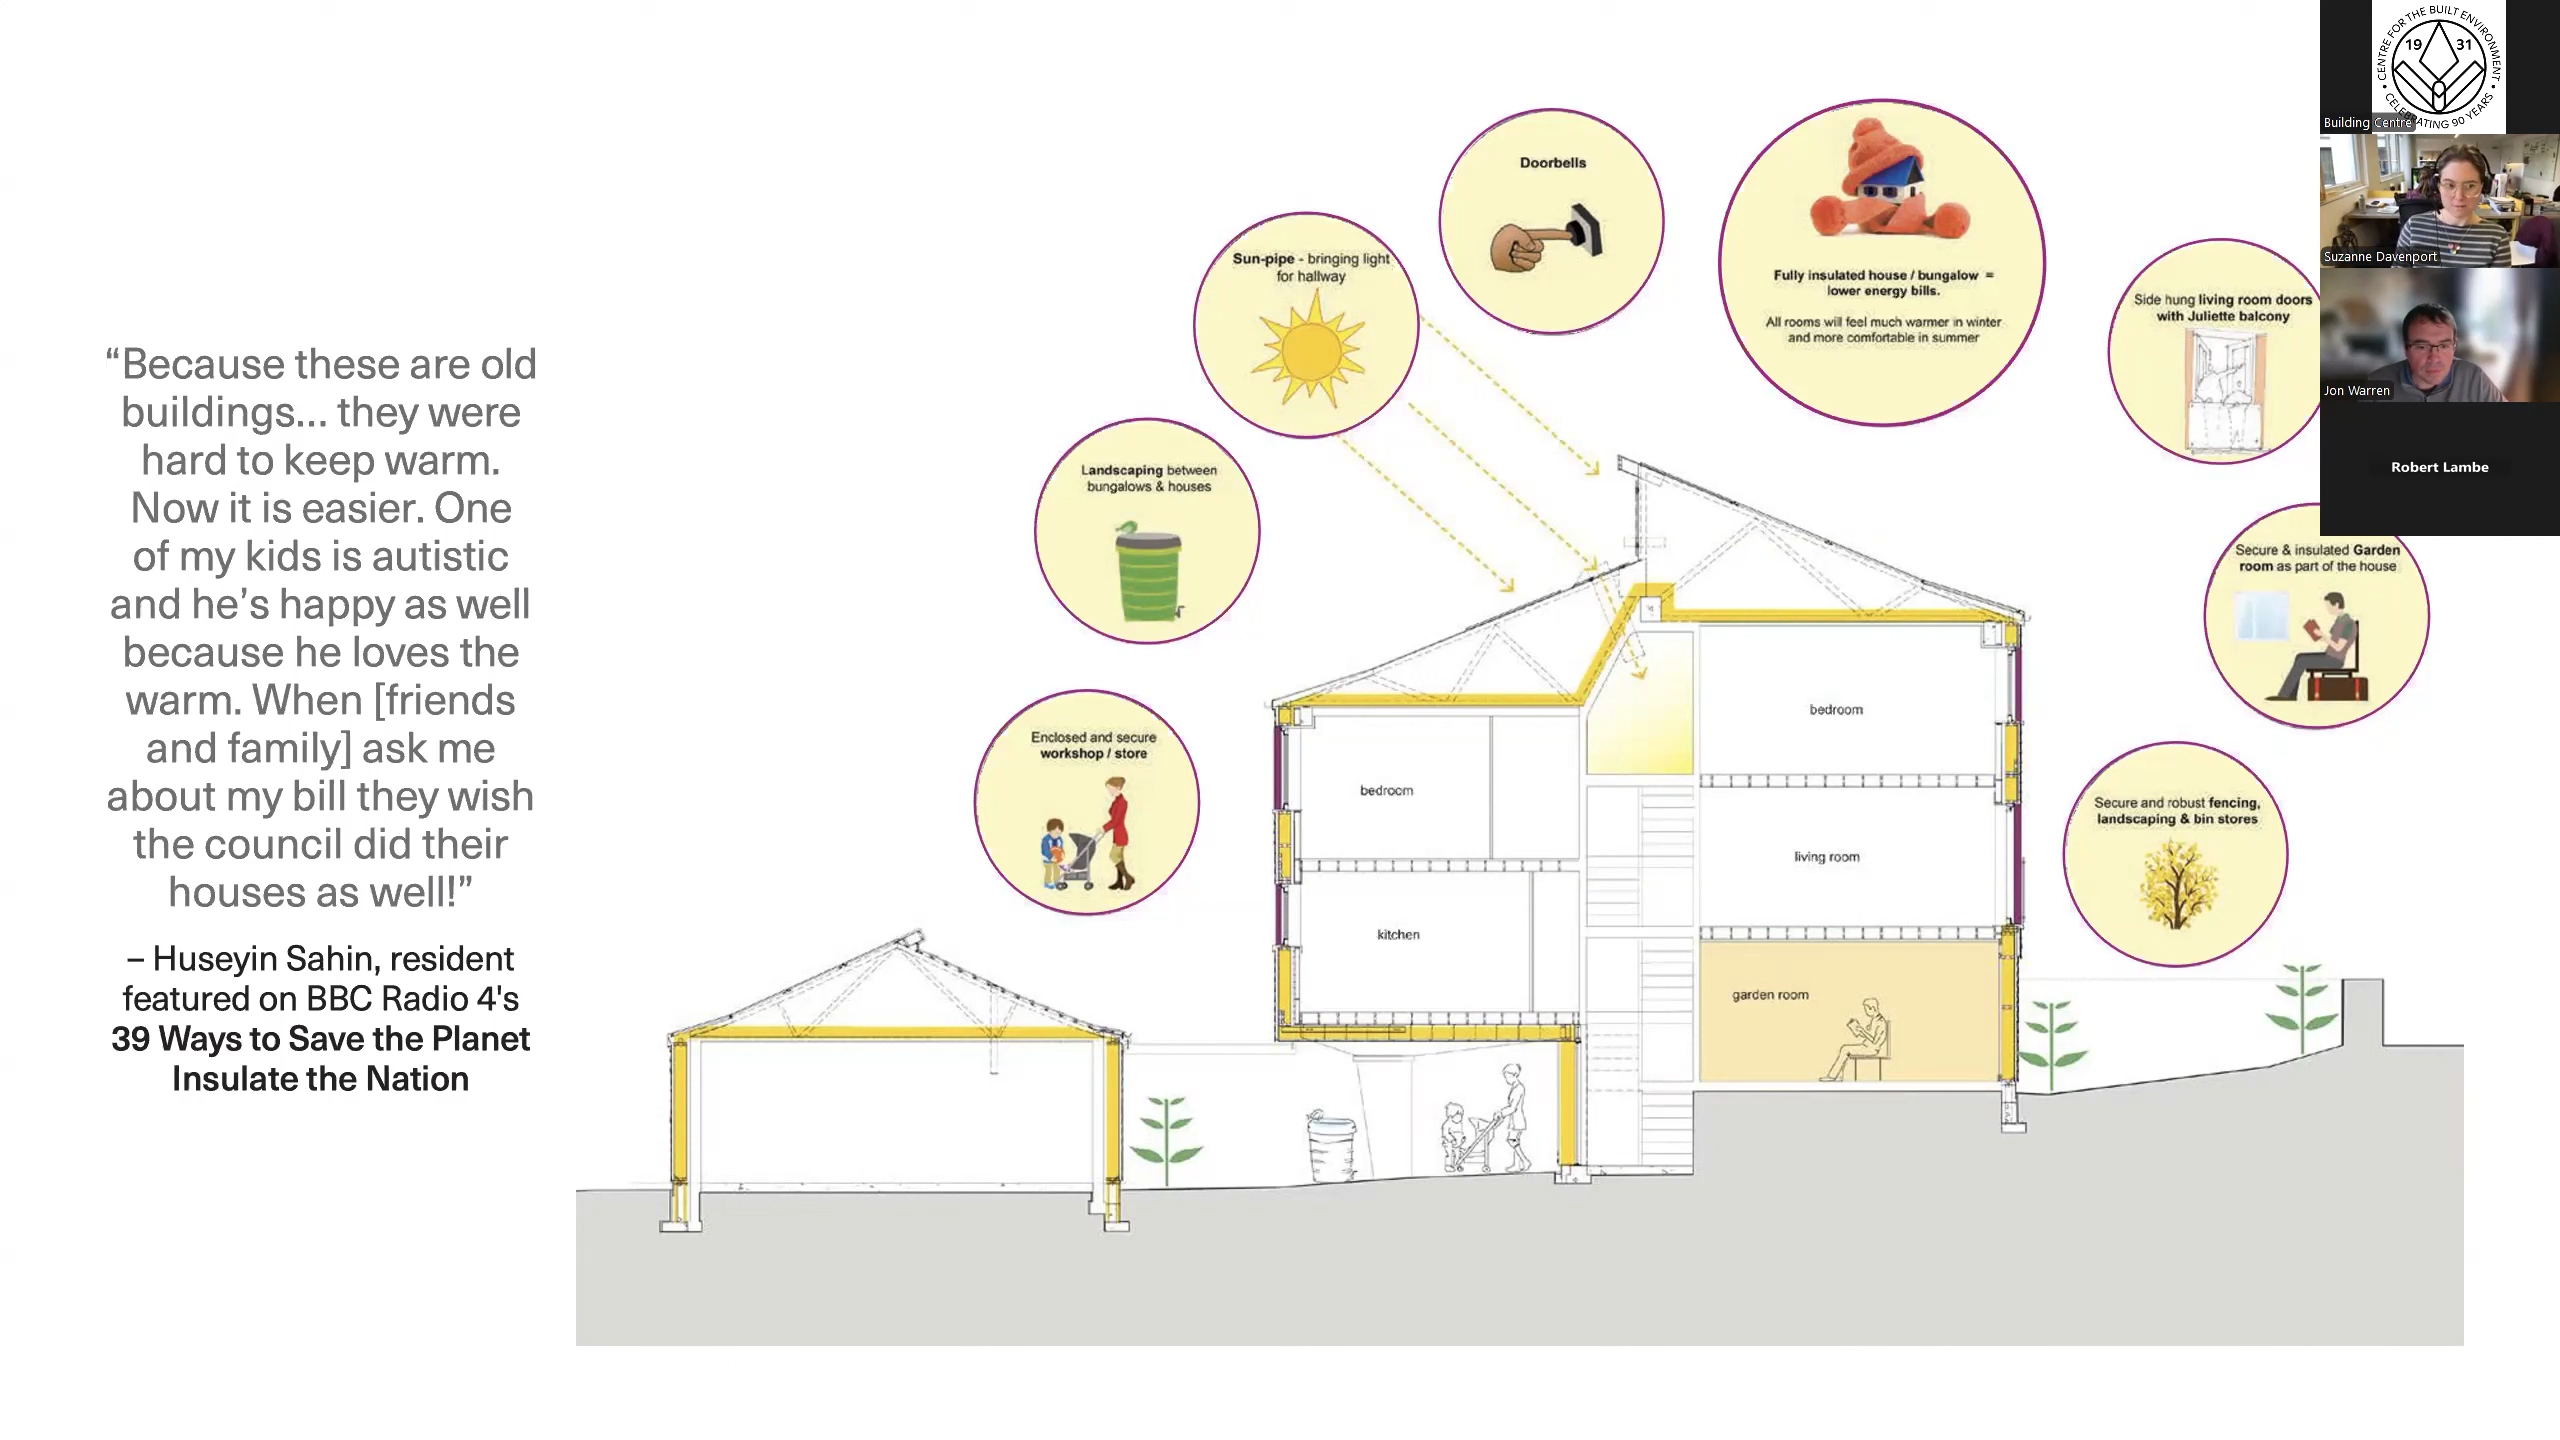 “Because these are old
buildings... they were
hard to keep warm.
Now it is easier. One
of my kids is autistic
and he’s happy as well
because he loves the
warm. When [friends
and family] ask me
about my bill they wish
the council did their
houses as well!”
– Huseyin Sahin, resident
featured on BBC Radio 4's
39 Ways to Save the Planet
Insulate the Nation
Enclosed and secure
workshop / store
Landscaping between
bungalows & houses
Sun-pipe - bringing light
for hallway
Doorbells
Fully insulated house / bungalow =
lower energy bills.
All rooms will feel much warmer in winter
and more comfortable in summer
Side hung living room doors
with Juliette balcony
Secure & insulated Garden
room as part of the house
Secure and robust fencing,
landscaping & bin stores
bedroom
kitchen
bedroom
living room
garden room
CENTRE FOR THE BUILT ENVIRONMENT
19 31
CELEBRATING 90 YEARS
Building Centre
Suzanne Davenport
Jon Warren
Robert Lambe